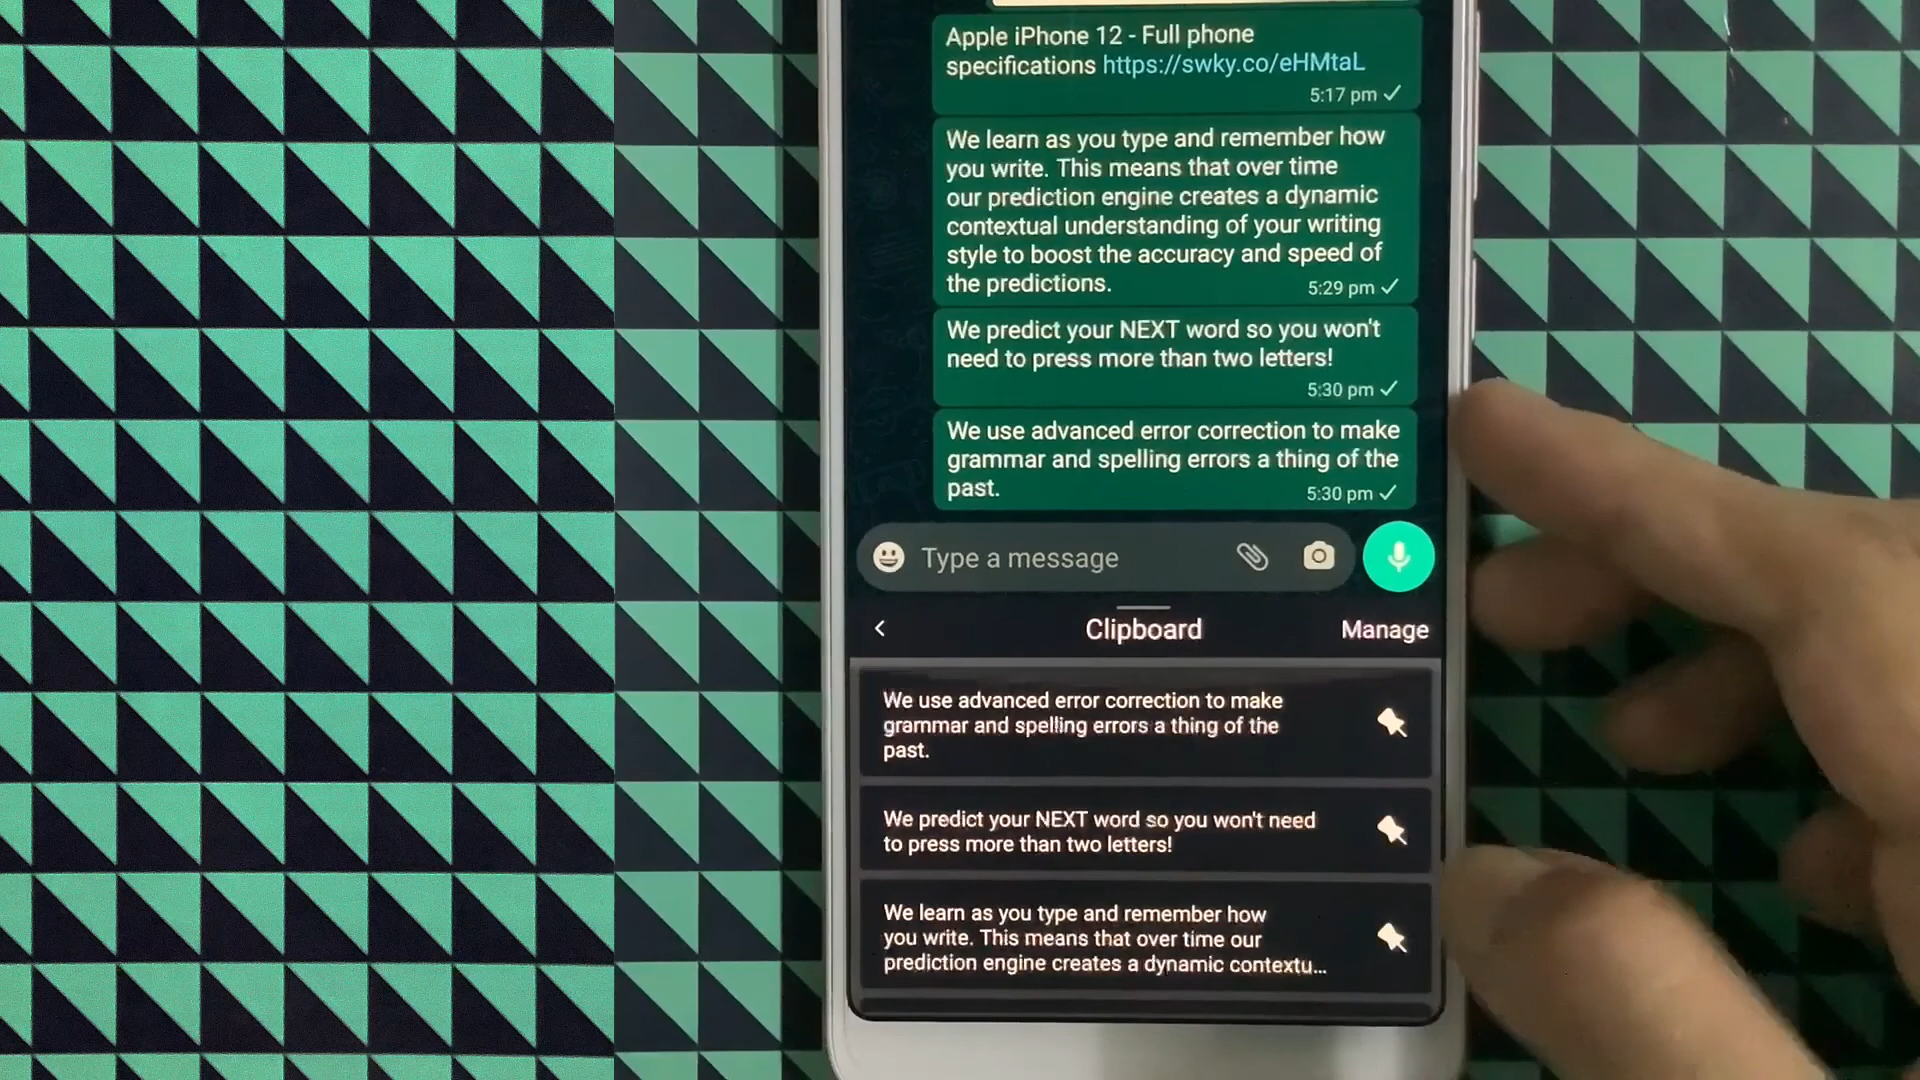 Apple iPhone 12 - Full phone
specifications https://swky.co/eHMtaL
5:17 pm
We learn as you type and remember how
you write. This means that over time
our prediction engine creates a dynamic
contextual understanding of your writing
style to boost the accuracy and speed of
the predictions.
5:29 pm
We predict your NEXT word so you won't
need to press more than two letters!
5:30 pm
We use advanced error correction to make
grammar and spelling errors a thing of the
past.
5:30 pm
Type a message
Clipboard
Manage
We use advanced error correction to make
grammar and spelling errors a thing of the
past.
We predict your NEXT word so you won't need
to press more than two letters!
We learn as you type and remember how
you write. This means that over time our
prediction engine creates a dynamic contextu...